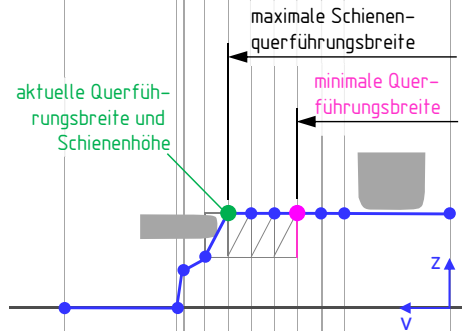 maximale Schienen-
querführungsbreite
minimale Quer-
führungsbreite
aktuelle Querfüh-
rungsbreite und
Schienenhöhe
z
v